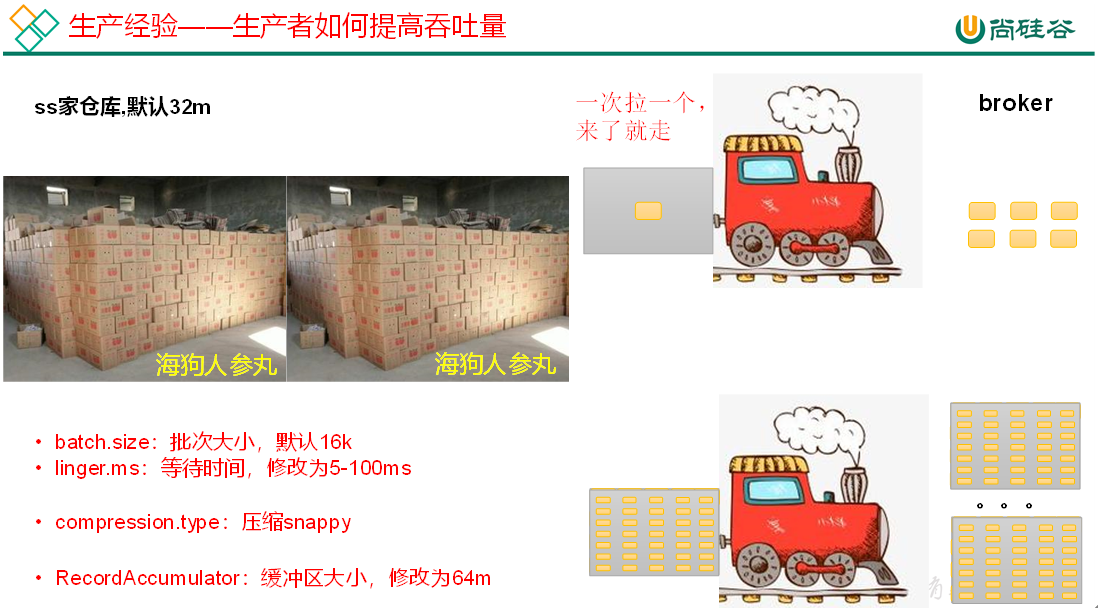 生产经验——生产者如何提高吞吐量
尚硅谷
ss家仓库,默认32m
一次拉一个，
来了就走
broker
海狗人参丸
海狗人参丸
• batch.size：批次大小，默认16k
• linger.ms：等待时间，修改为5-100ms
• compression.type：压缩snappy
• RecordAccumulator：缓冲区大小，修改为64m
。。。